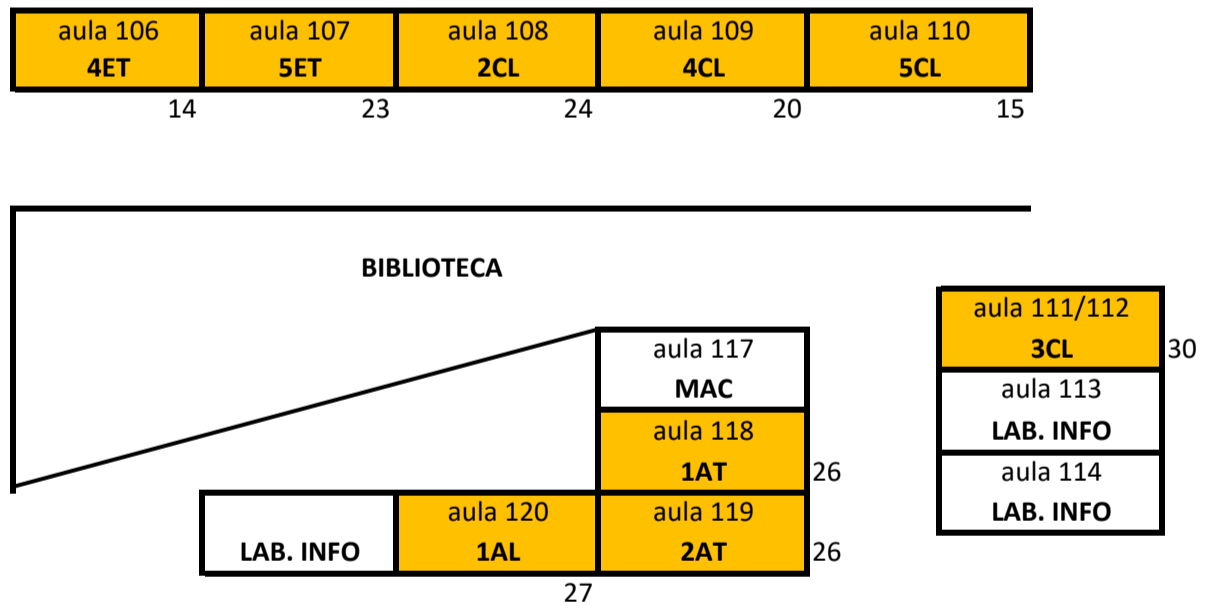 aula 106 aula 107 aula 108 aula 109 aula 110
4ET 5ET 2CL 4CL 5CL
14 23 24 20 15
BIBLIOTECA
aula 111/112
3CL 30
aula 117
MAC
aula 113
LAB. INFO
aula 118
1AT 26
aula 114
LAB. INFO
aula 120 aula 119
LAB. INFO 1AL 2AT 26
27